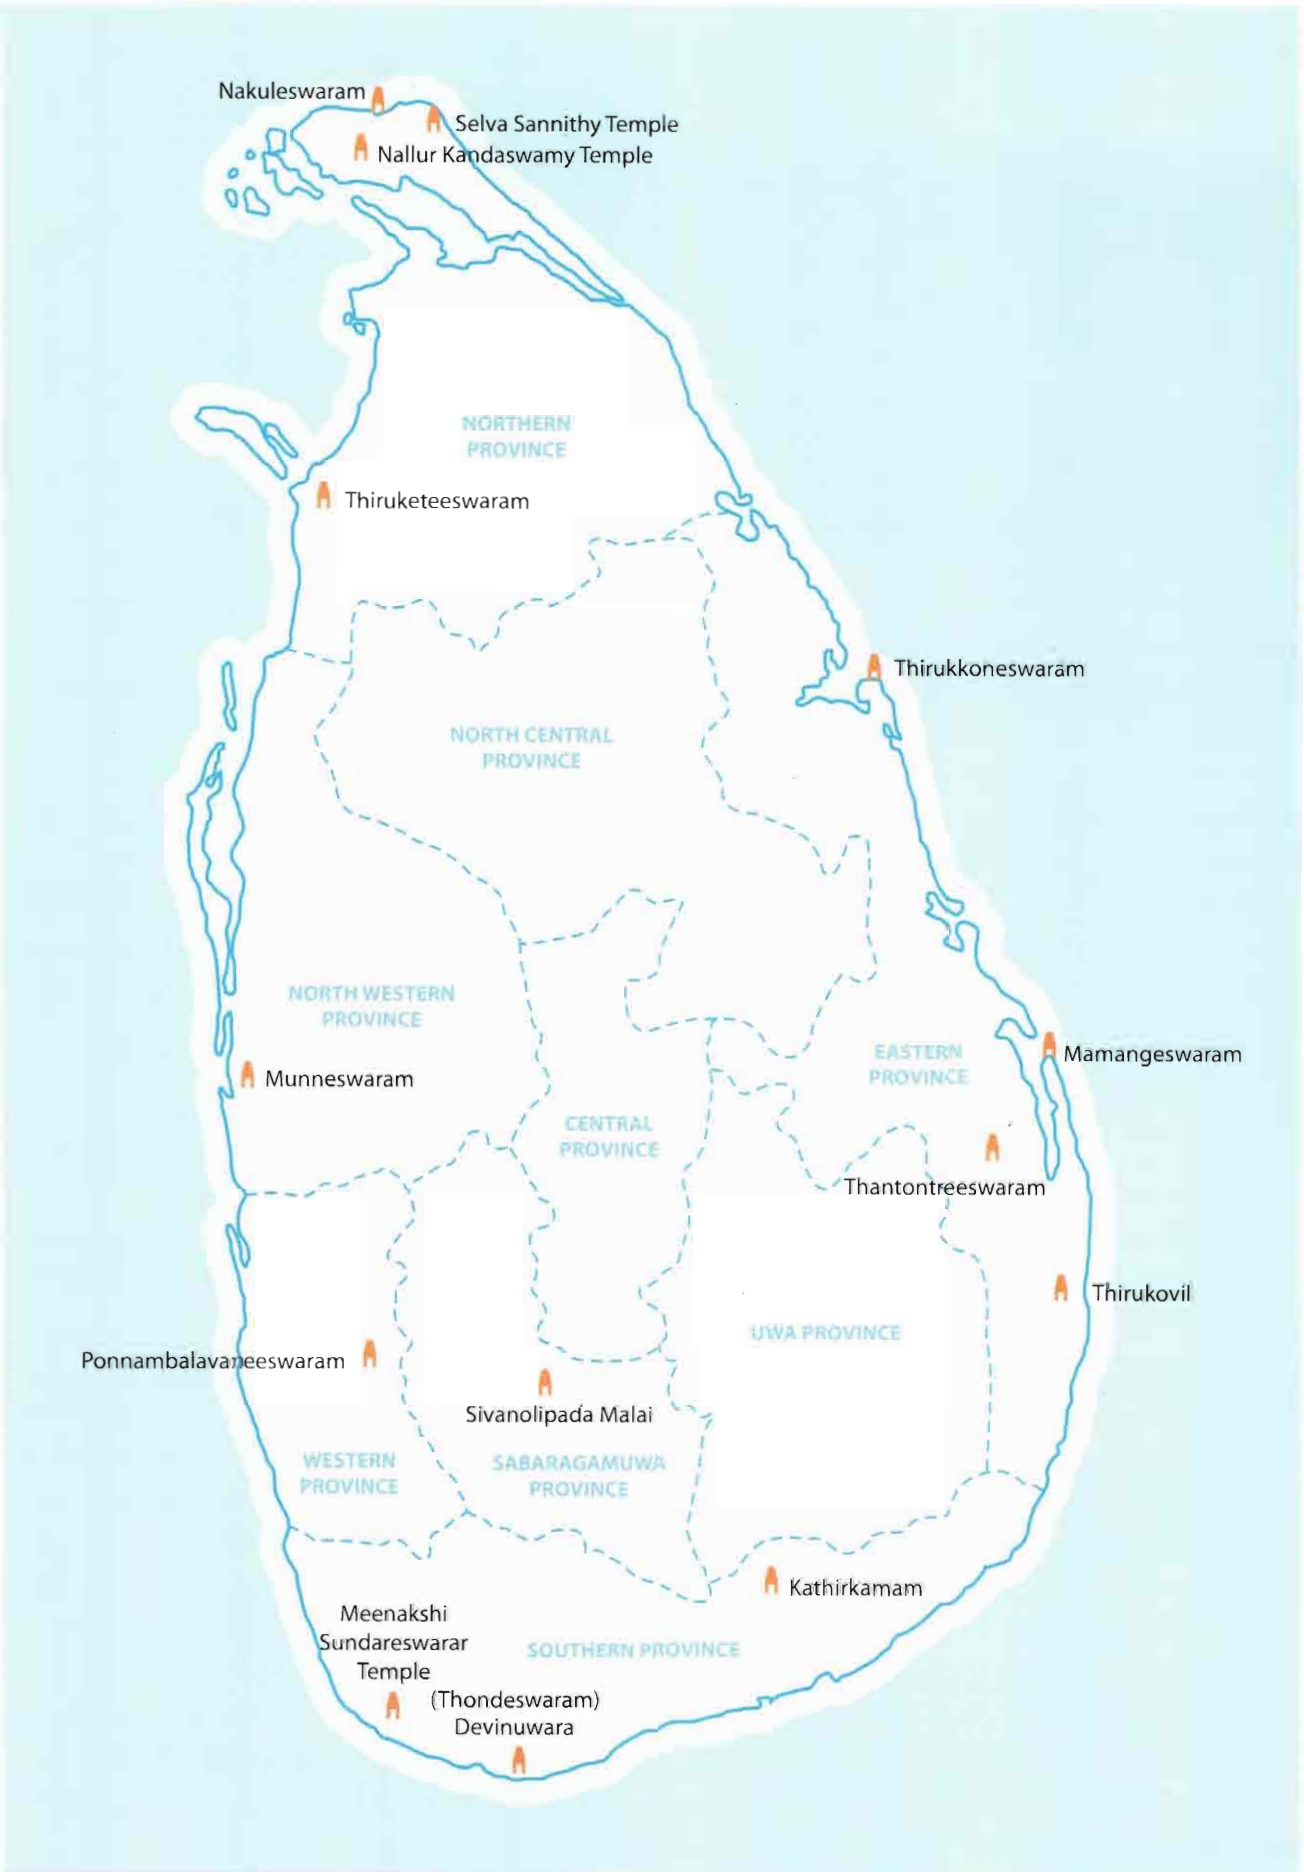 Nakuleswaram
Selva Sannithy Temple
Nallur Kandaswamy Temple
NORTHERN
PROVINCE
Thiruketeeswaram
Thirukkoneswaram
NORTH CENTRAL
PROVINCE
NORTH WESTERN
PROVINCE
EASTERN
PROVINCE
Mamangeswaram
Munneswaram
CENTRAL
PROVINCE
Thantontreeswaram
Thirukovil
UWA PROVINCE
Ponnambalavaneeswaram
Sivanolipada Malai
WESTERN
PROVINCE
SABARAGAMUWA
PROVINCE
Kathirkamam
Meenakshi
Sundareswarar
Temple
SOUTHERN PROVINCE
(Thondeswaram)
Devinuwara